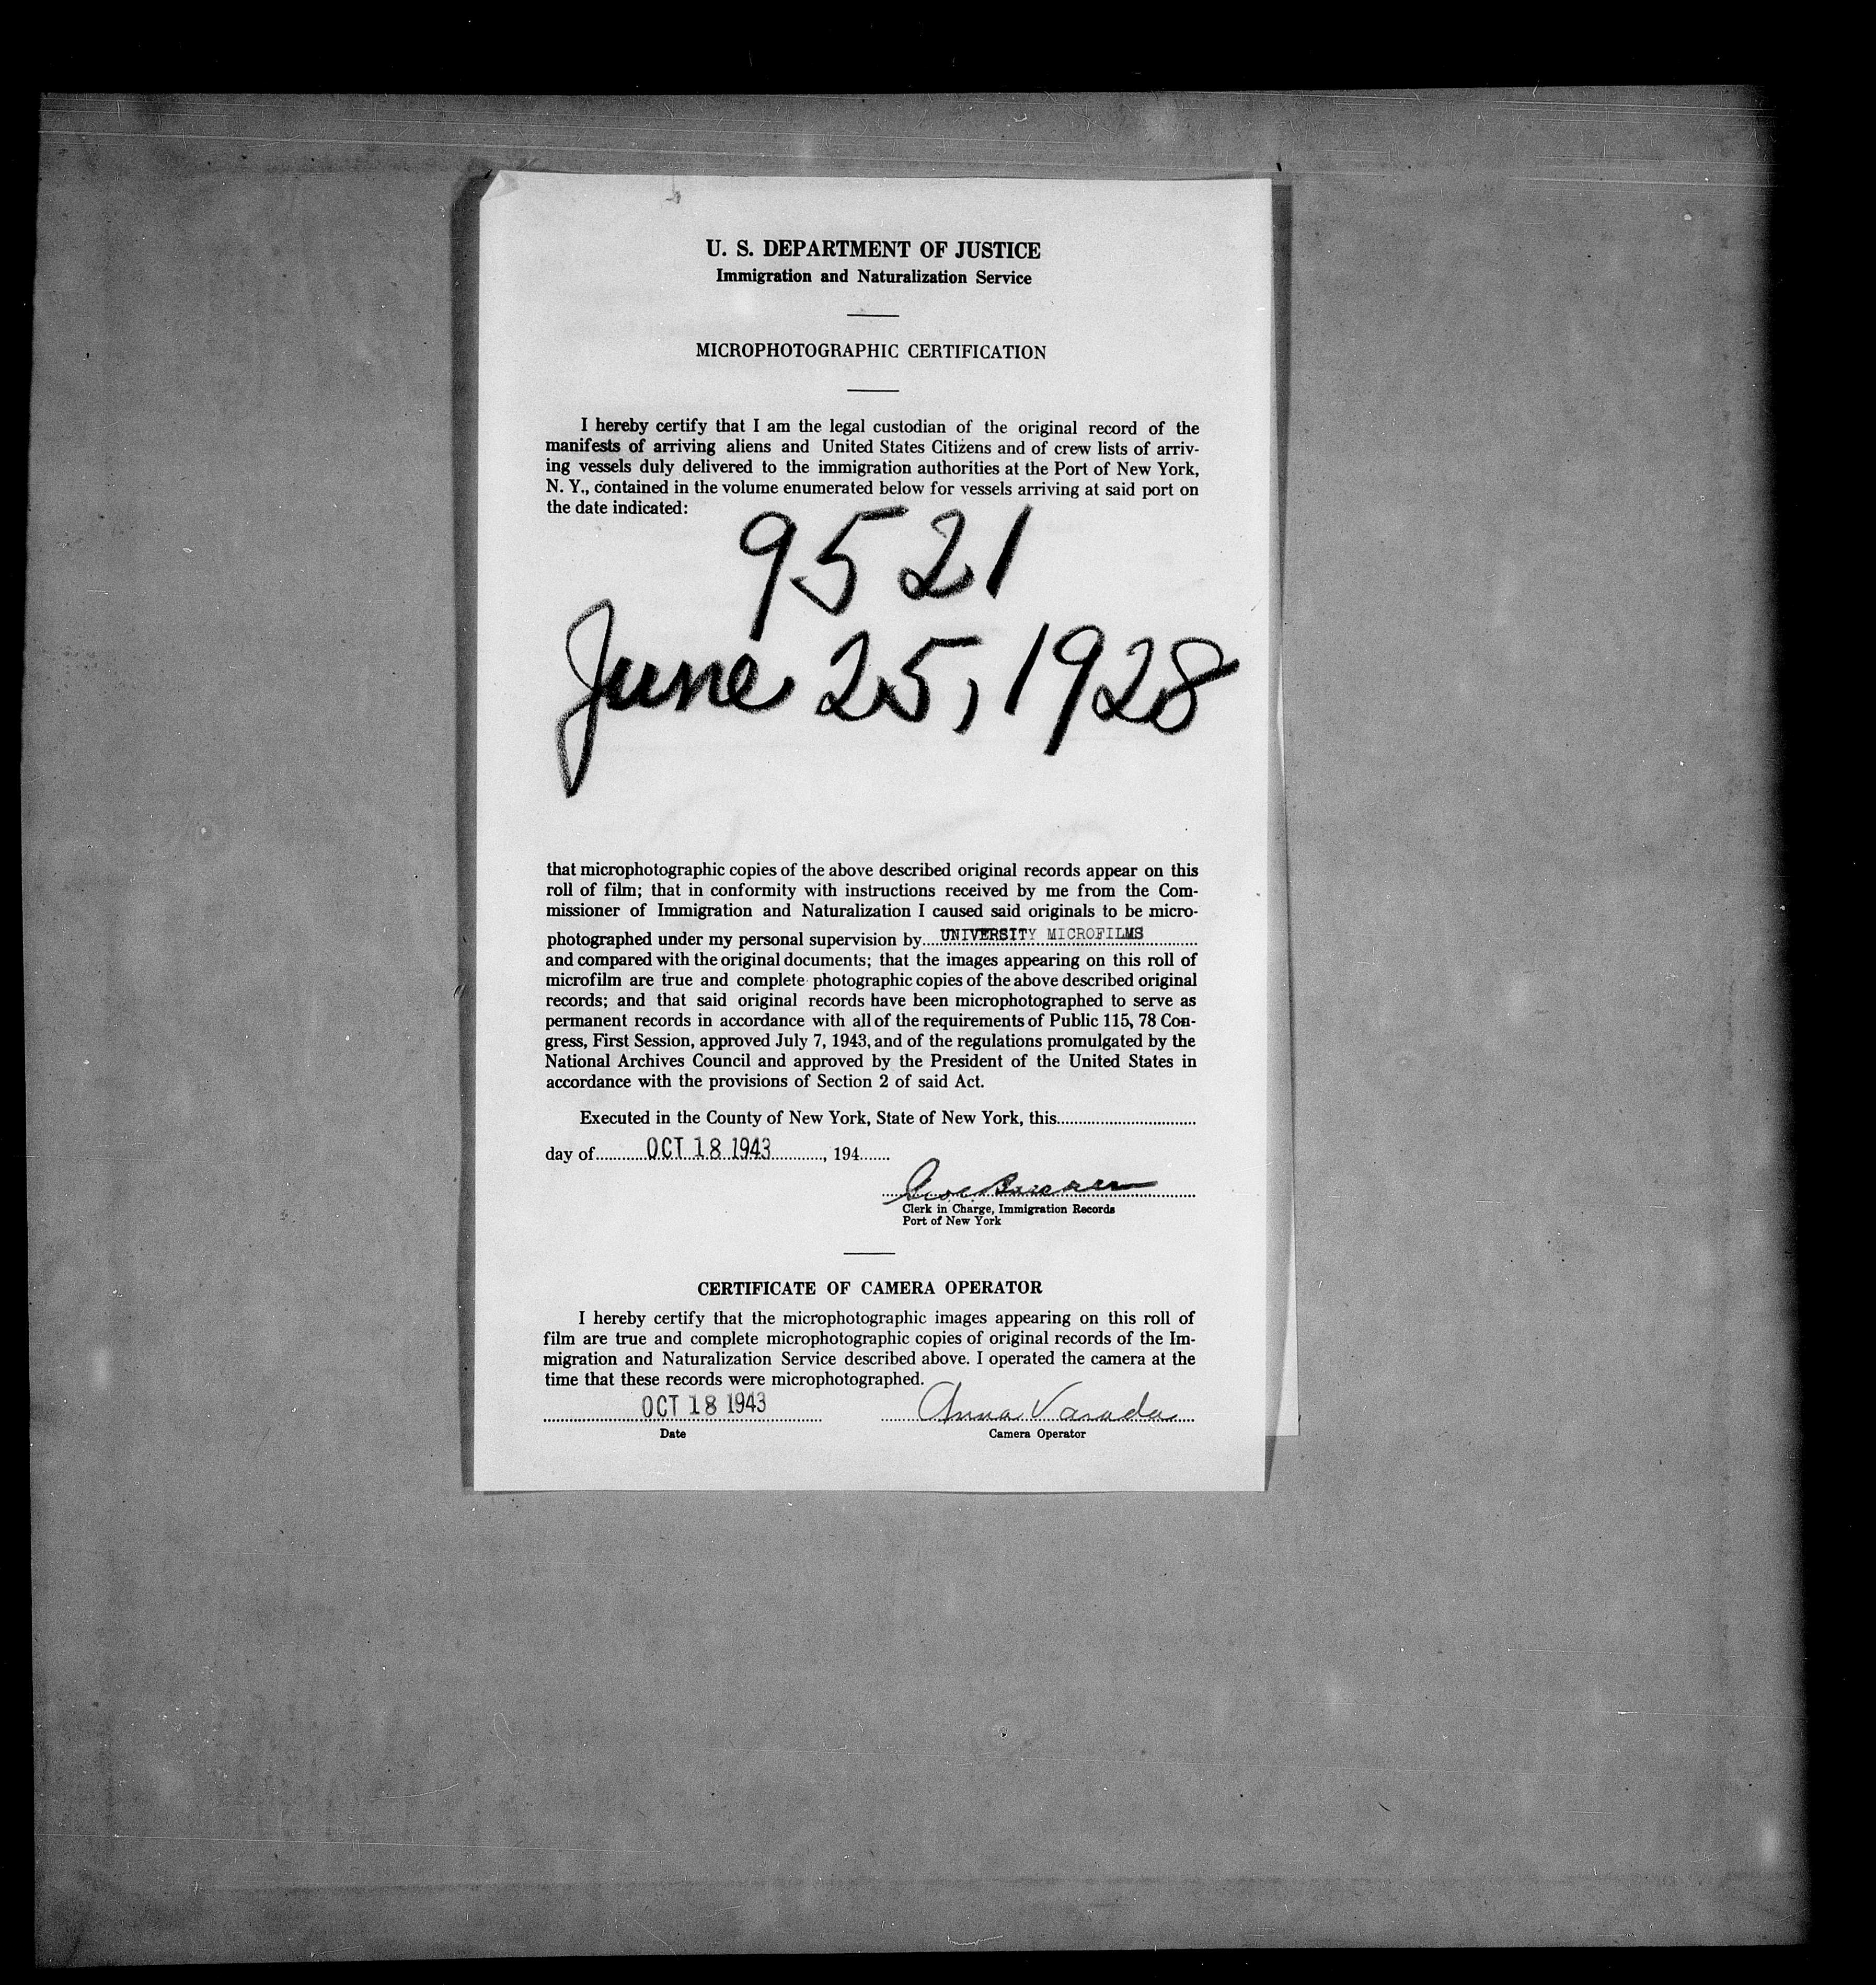 U. S. DEPARTMENT OF JUSTICE
Immigration and Naturalization Service
MICROPHOTOGRAPHIC CERTIFICATION
I hereby certify that I am the legal custodian of the original record of the
manifests of arriving aliens and United States Citizens and of crew lists of arriv-
ing vessels duly delivered to the immigration authorities at the Port of New York,
N. Y., contained in the volume enumerated below for vessels arriving at said port on
the date indicated:
9521
June 25, 1928
that microphotographic copies of the above described original records appear on this
roll of film; that in conformity with instructions received by me from the Com-
missioner of Immigration and Naturalization I caused said originals to be micro-
photographed under my personal supervision by UNIVERSITY MICROFILMS
and compared with the original documents; that the images appearing on this roll of
microfilm are true and complete photographic copies of the above described original
records; and that said original records have been microphotographed to serve as
permanent records in accordance with all of the requirements of Public 115, 78 Con-
gress, First Session, approved July 7, 1943, and of the regulations promulgated by the
National Archives Council and approved by the President of the United States in
accordance with the provisions of Section 2 of said Act.
Executed in the County of New York, State of New York, this
day of OCT 18 1943, 194
Clerk in Charge, Immigration Records
Port of New York
CERTIFICATE OF CAMERA OPERATOR
I hereby certify that the microphotographic images appearing on this roll of
film are true and complete microphotographic copies of original records of the Im-
migration and Naturalization Service described above. I operated the camera at the
time that these records were microphotographed.
OCT 18 1943 Anna Varada
Date Camera Operator